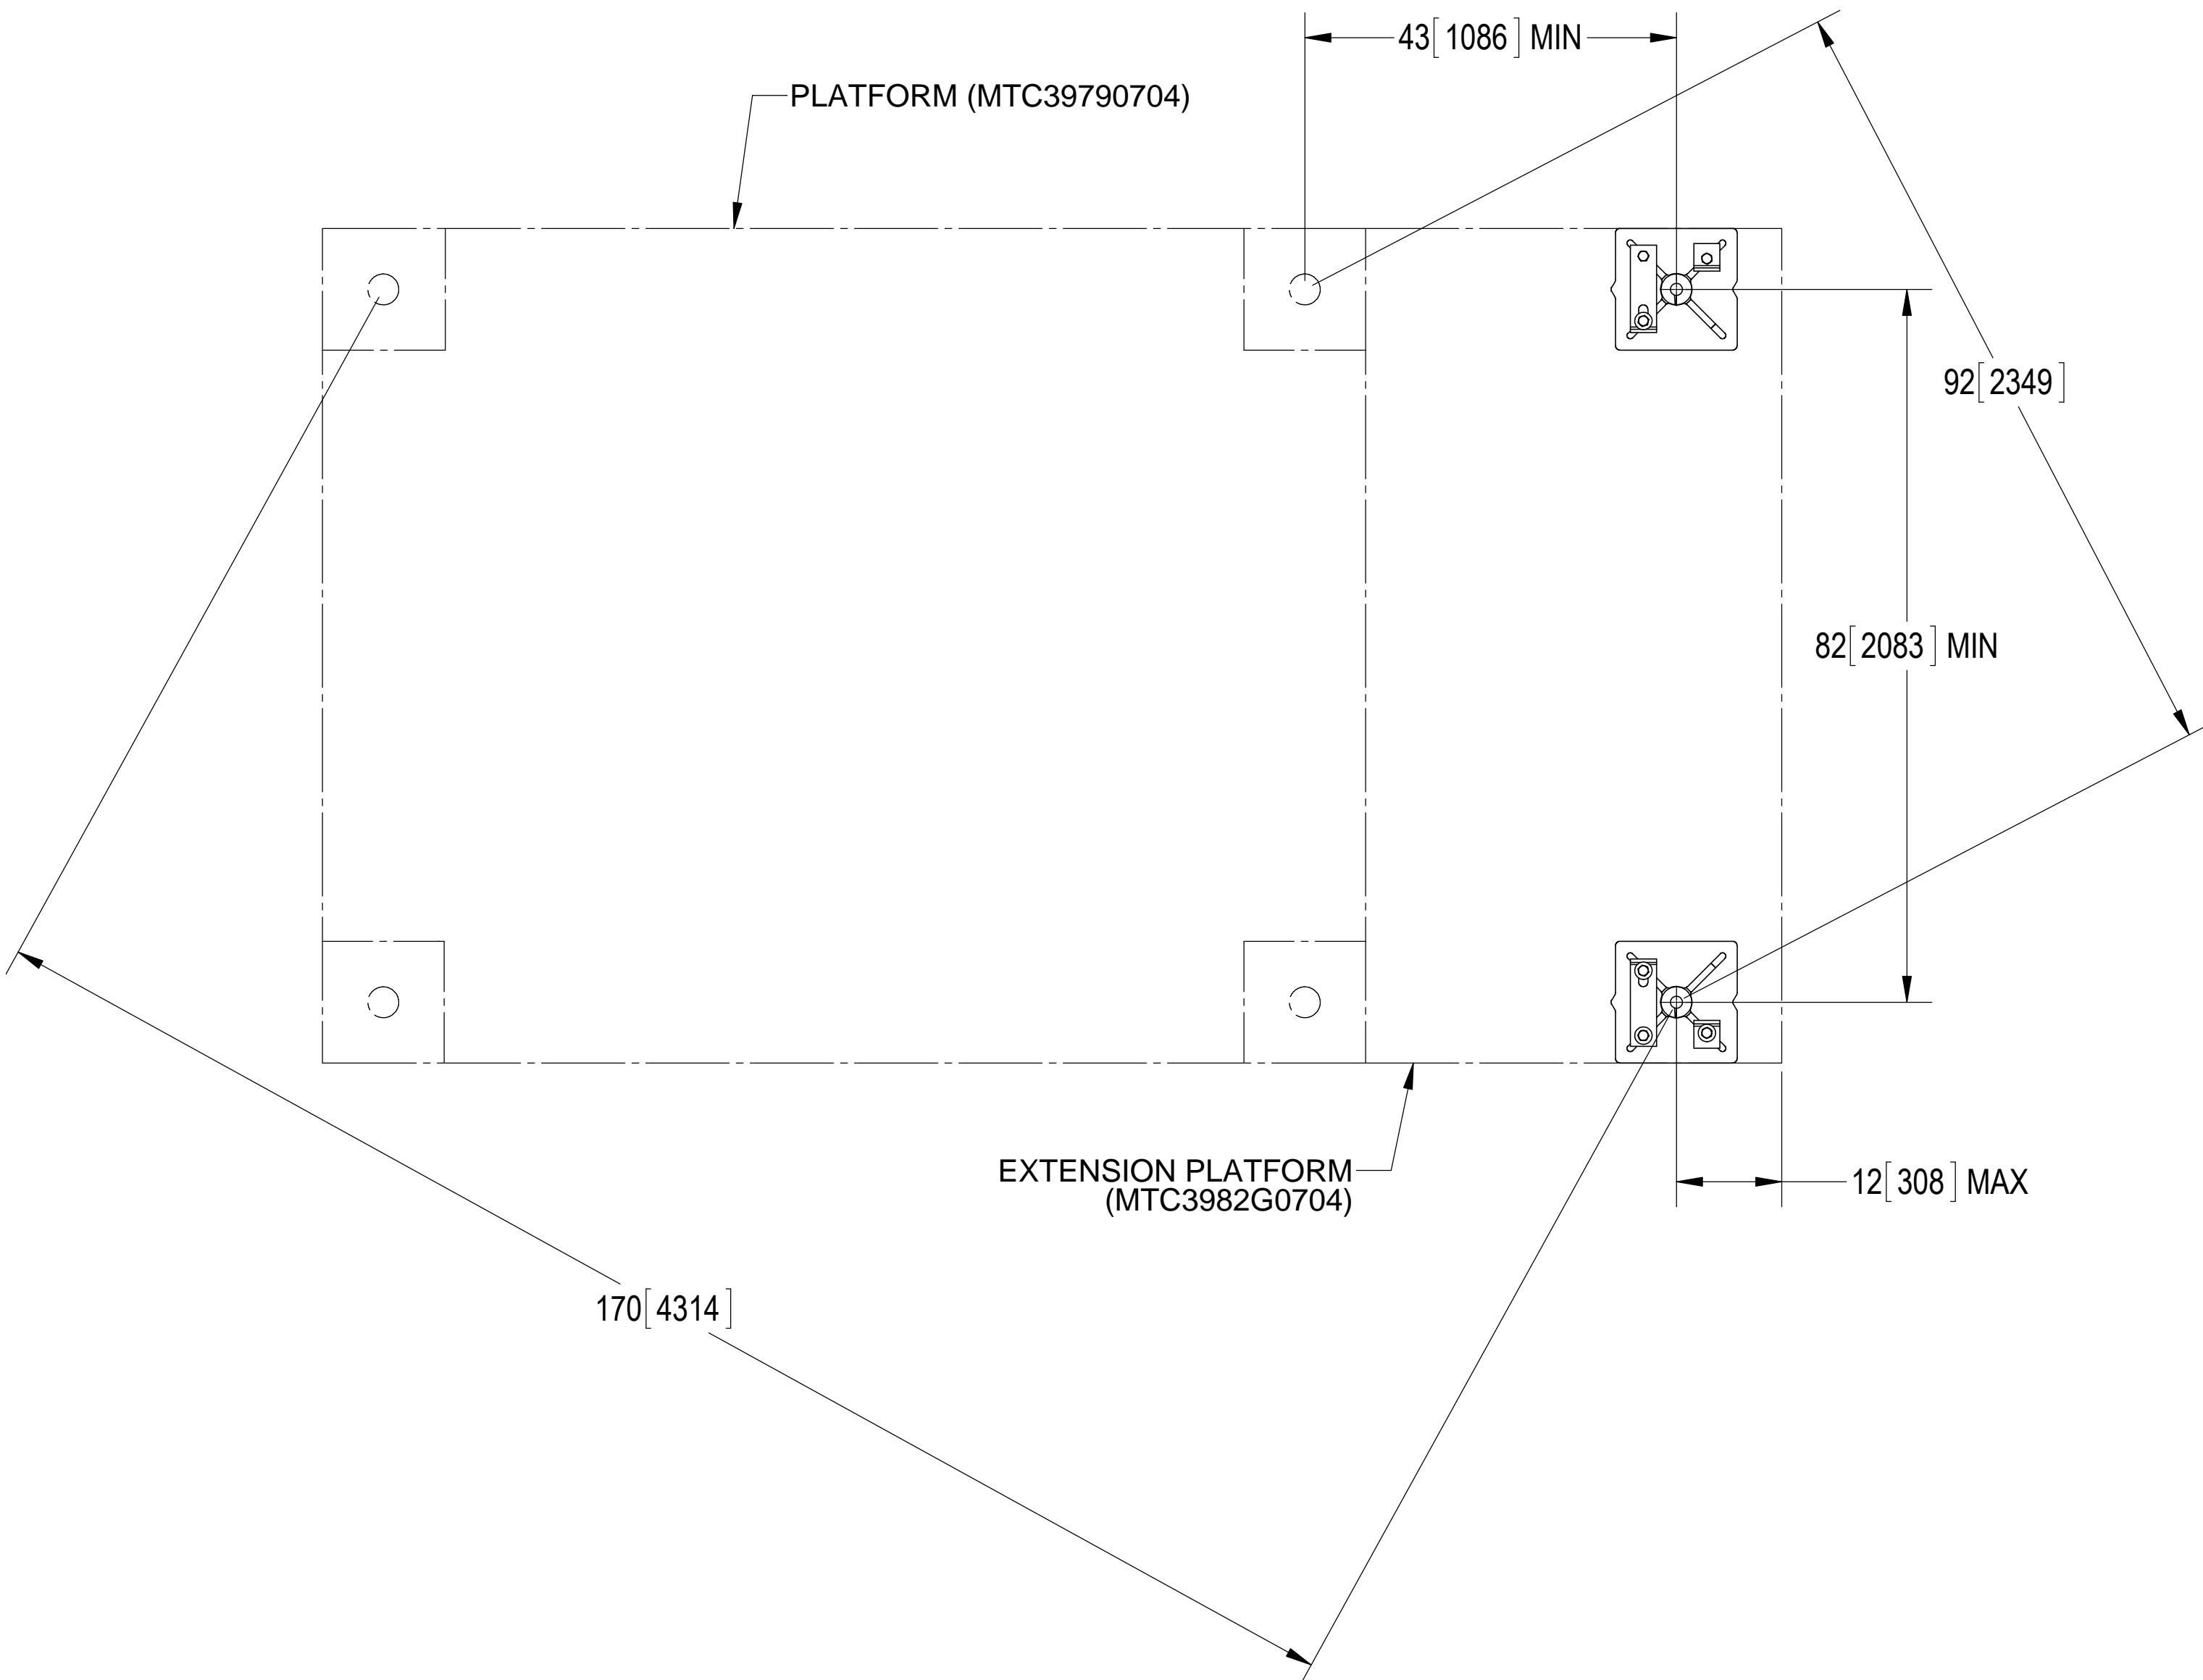 43[1086] MIN
PLATFORM (MTC39790704)
92[2349]
82[2083] MIN
EXTENSION PLATFORM
(MTC3982G0704)
12[308] MAX
170[4314]